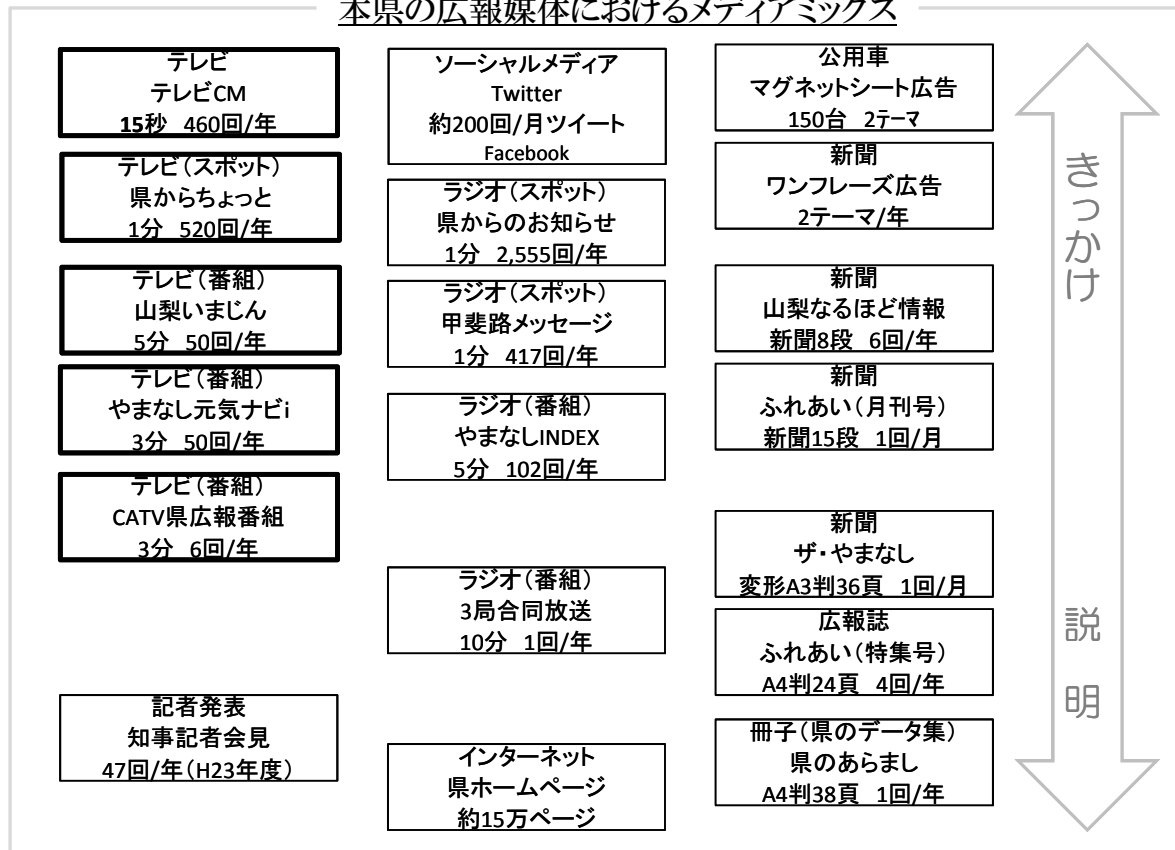 本県の広報媒体におけるメディアミックス
テレビ
テレビCM
15秒 460回/年
テレビ（スポット）
県からちょっと
1分 520回/年
テレビ（番組）
山梨いまじん
5分 50回/年
テレビ（番組）
やまなし元気ナビi
3分 50回/年
テレビ（番組）
CATV県広報番組
3分 6回/年
記者発表
知事記者会見
47回/年（H23年度）
ソーシャルメディア
Twitter
約200回/月ツイート
Facebook
ラジオ（スポット）
県からのお知らせ
1分 2,555回/年
ラジオ（スポット）
甲斐路メッセージ
1分 417回/年
ラジオ（番組）
やまなしINDEX
5分 102回/年
ラジオ（番組）
3局合同放送
10分 1回/年
インターネット
県ホームページ
約15万ページ
公用車
マグネットシート広告
150台 2テーマ
新聞
ワンフレーズ広告
2テーマ/年
新聞
山梨なるほど情報
新聞8段 6回/年
新聞
ふれあい（月刊号）
新聞15段 1回/月
新聞
ザ・やまなし
変形A3判36頁 1回/月
広報誌
ふれあい（特集号）
A4判24頁 4回/年
冊子（県のデータ集）
県のあらまし
A4判38頁 1回/年
きっかけ
説明